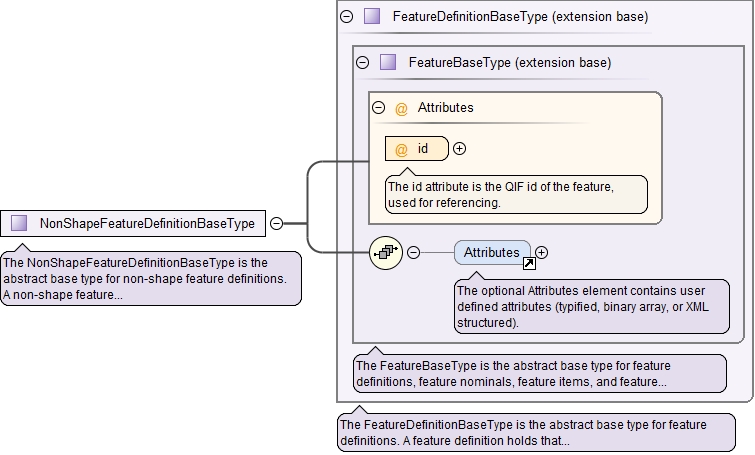 FeatureDefinitionBaseType (extension base)
FeatureBaseType (extension base)
@ Attributes
@ id
The id attribute is the QIF id of the feature,
used for referencing.
NonShapeFeatureDefinitionBaseType
The NonShapeFeatureDefinitionBaseType is the
abstract base type for non-shape feature definitions.
A non-shape feature...
Attributes
The optional Attributes element contains user
defined attributes (typified, binary array, or XML
structured).
The FeatureBaseType is the abstract base type for feature
definitions, feature nominals, feature items, and feature...
The FeatureDefinitionBaseType is the abstract base type for feature
definitions. A feature definition holds that...